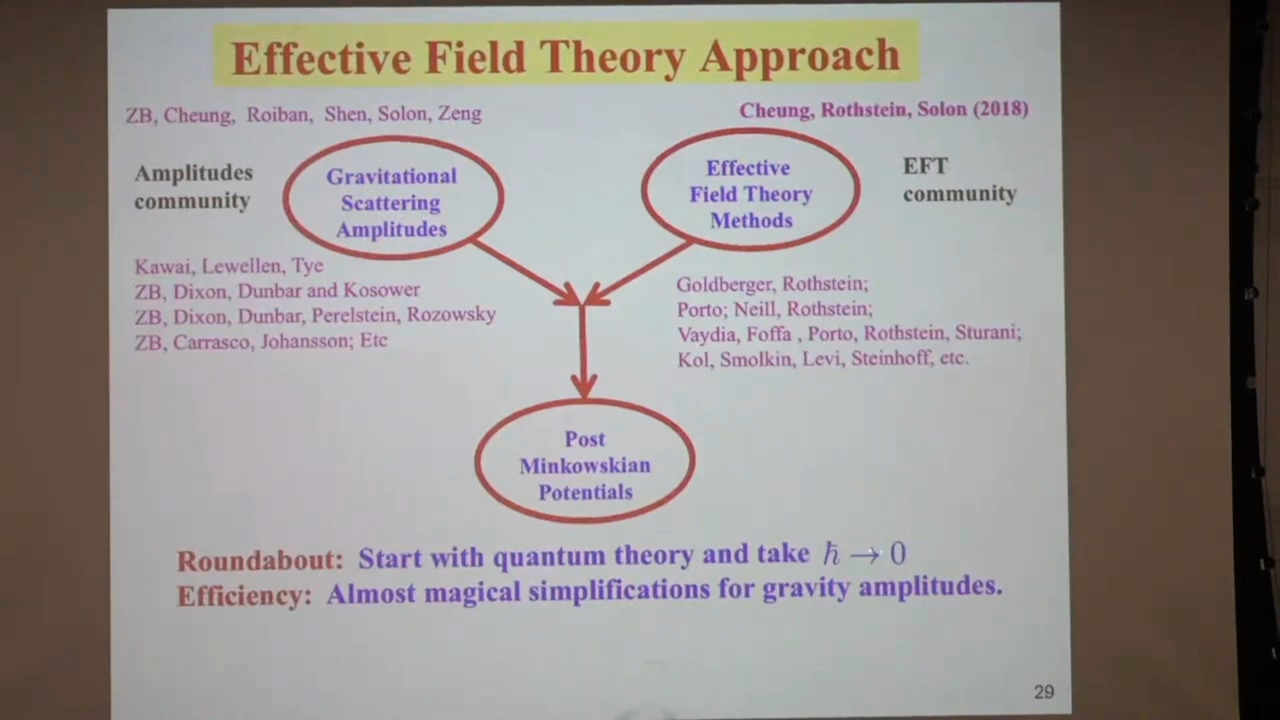 Effective Field Theory Approach
ZB, Cheung, Roiban, Shen, Solon, Zeng
Cheung, Rothstein, Solon (2018)
Amplitudes
community
Gravitational
Scattering
Amplitudes
Effective
Field Theory
Methods
EFT
community
Kawai, Lewellen, Tye
ZB, Dixon, Dunbar and Kosower
ZB, Dixon, Dunbar, Perelstein, Rozowsky
ZB, Carrasco, Johansson; Etc
Goldberger, Rothstein;
Porto; Neill, Rothstein;
Vaydia, Foffa , Porto, Rothstein, Sturani;
Kol, Smolkin, Levi, Steinhoff, etc.
Post
Minkowskian
Potentials
Roundabout: Start with quantum theory and take ℏ → 0
Efficiency: Almost magical simplifications for gravity amplitudes.
29